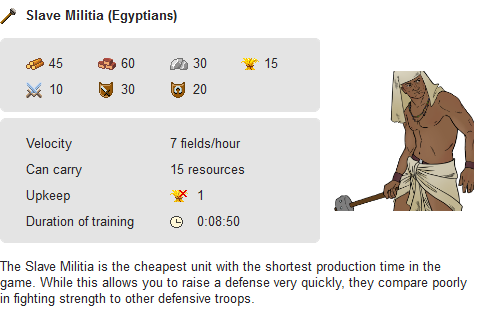 Slave Militia (Egyptians)
45 60 30 15
10 30 20
Velocity 7 fields/hour
Can carry 15 resources
Upkeep 1
Duration of training 0:08:50
The Slave Militia is the cheapest unit with the shortest production time in the
game. While this allows you to raise a defense very quickly, they compare poorly
in fighting strength to other defensive troops.